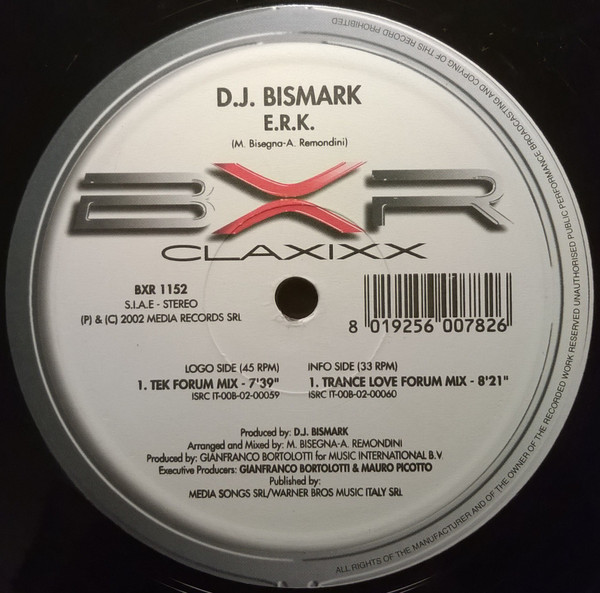 D.J. BISMARK
E.R.K.
(M. Bisegna-A. Remondini)
BXR
CLAXIXX
BXR 1152
S.I.A.E - STEREO
(P) & (C) 2002 MEDIA RECORDS SRL
8 019256 007826
LOGO SIDE (45 RPM)
1. TEK FORUM MIX - 7'39"
ISRC IT-00B-02-00059
INFO SIDE (33 RPM)
1. TRANCE LOVE FORUM MIX - 8'21"
ISRC IT-00B-02-00060
Produced by: D.J. BISMARK
Arranged and Mixed by: M. BISEGNA-A. REMONDINI
Produced by: GIANFRANCO BORTOLOTTI for MUSIC INTERNATIONAL B.V.
Executive Producers: GIANFRANCO BORTOLOTTI & MAURO PICOTTO
Published by:
MEDIA SONGS SRL/WARNER BROS MUSIC ITALY SRL
ALL RIGHTS OF THE MANUFACTURER AND OF THE OWNER OF THE RECORDED WORK RESERVED UNAUTHORISED PUBLIC PERFORMANCE BROADCASTING AND COPYING OF THIS RECORD PROHIBITED